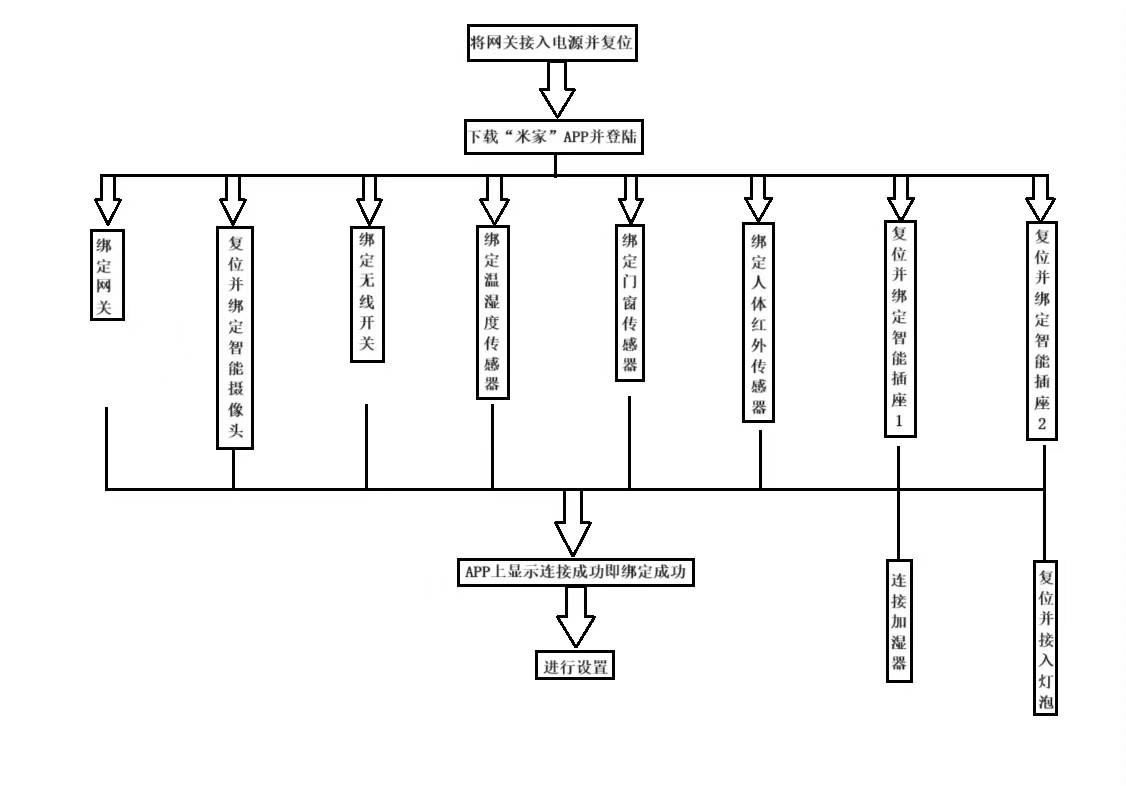 将网关接入电源并复位
下载“米家”APP并登陆
绑定网关
复位并绑定智能摄像头
绑定无线开关
绑定温湿度传感器
绑定门窗传感器
绑定人体红外传感器
复位并绑定智能插座1
复位并绑定智能插座2
APP上显示连接成功即绑定成功
连接加湿器
复位并接入灯泡
进行设置